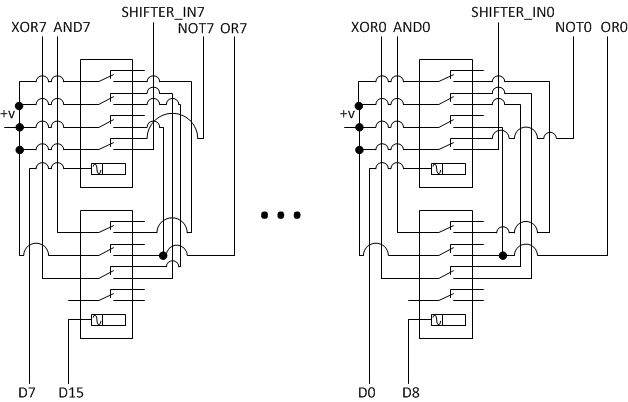 SHIFTER_IN7
XOR7 AND7 NOT7 OR7
+v
D7 D15
SHIFTER_IN0
XOR0 AND0 NOT0 OR0
+v
D0 D8